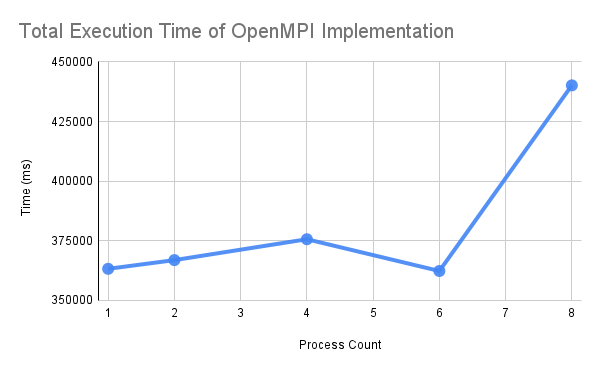 Total Execution Time of OpenMPI Implementation
450000
425000
400000
375000
350000
Time (ms)
1 2 3 4 5 6 7 8
Process Count